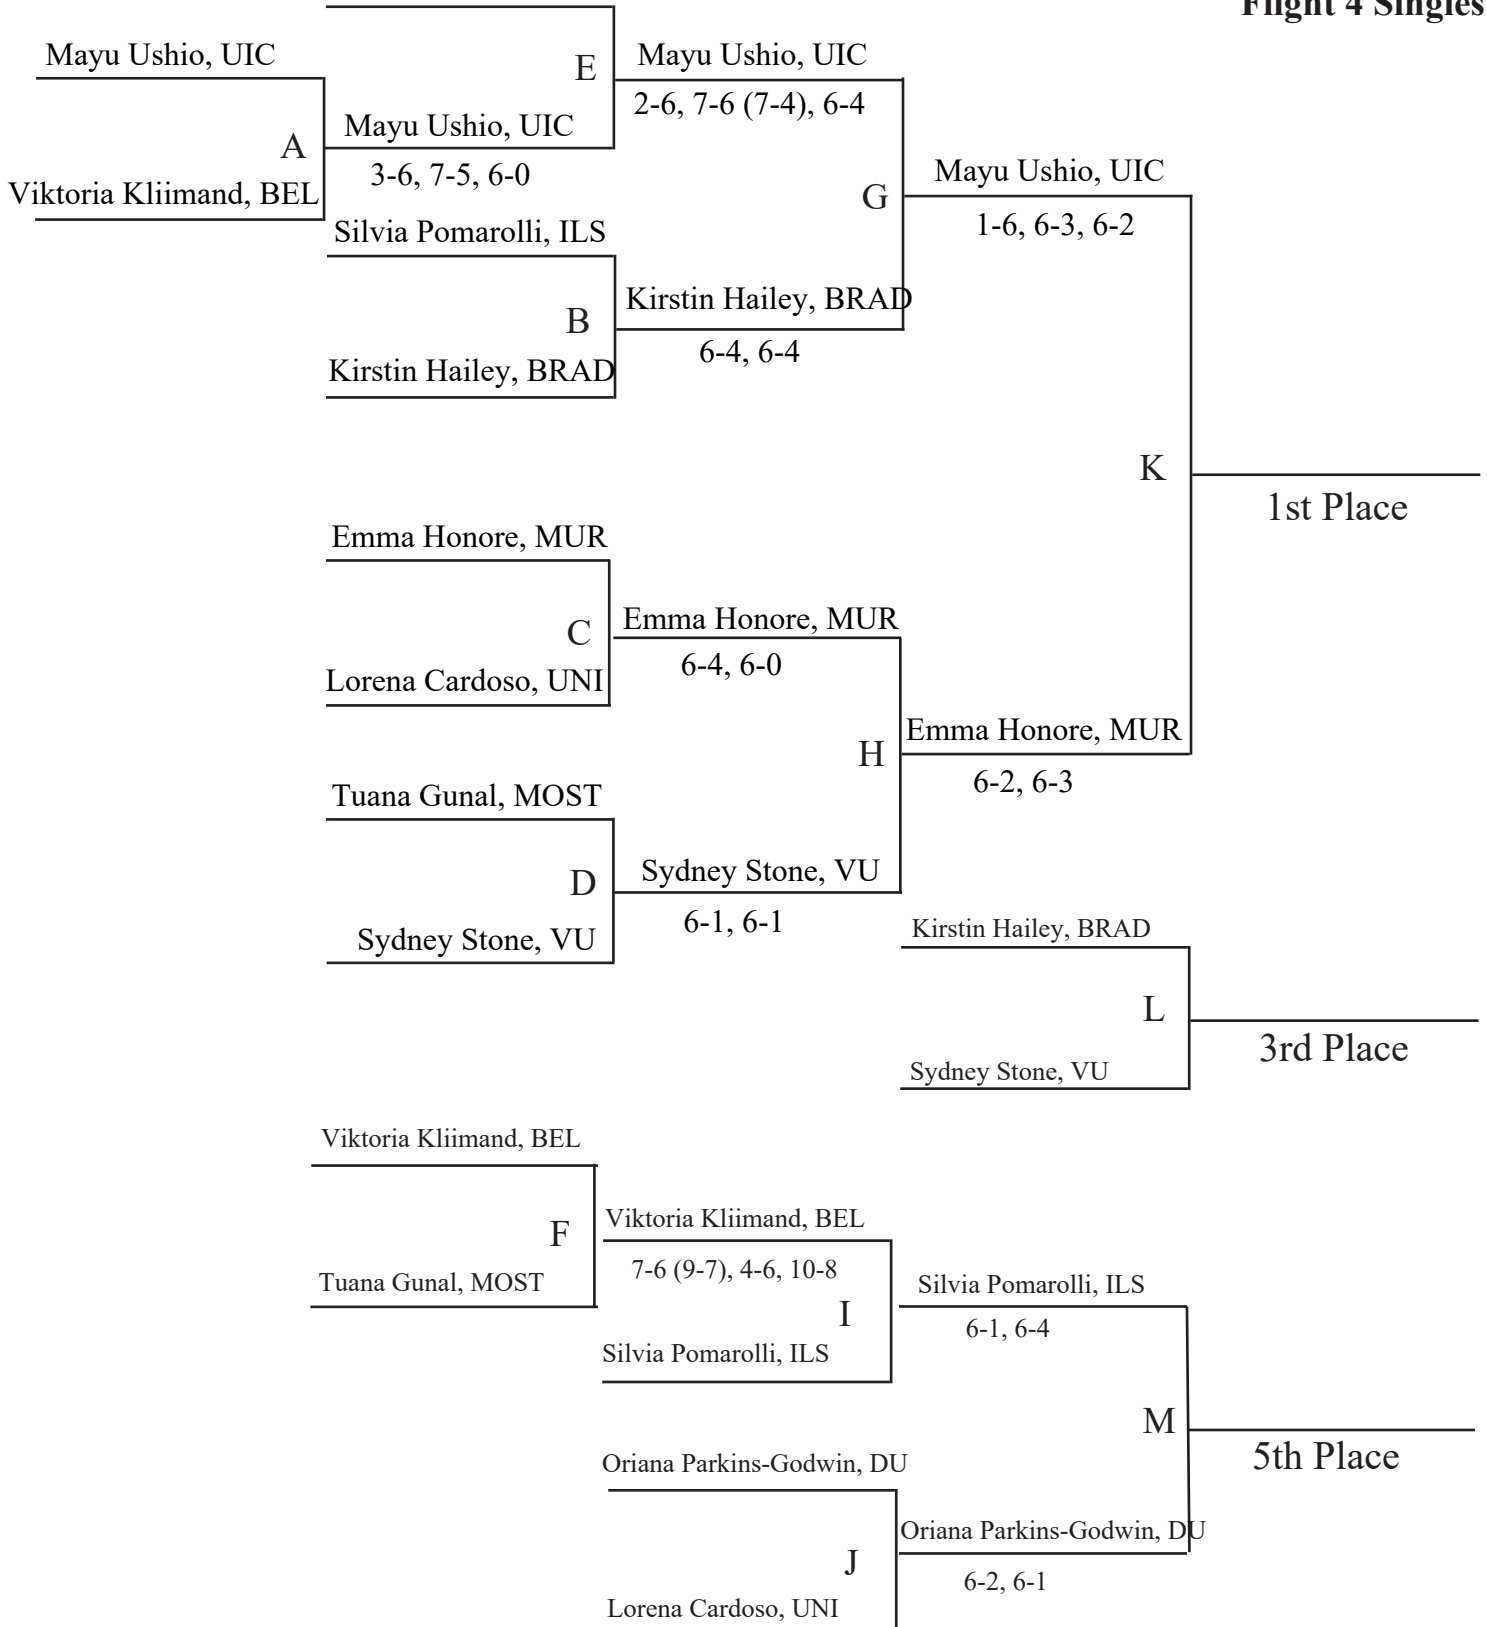 Flight 4 Singles
Mayu Ushio, UIC
E
Mayu Ushio, UIC
2-6, 7-6 (7-4), 6-4
A
Mayu Ushio, UIC
3-6, 7-5, 6-0
Viktoria Kliimand, BEL
G
Mayu Ushio, UIC
1-6, 6-3, 6-2
Silvia Pomarolli, ILS
B
Kirstin Hailey, BRAD
6-4, 6-4
Kirstin Hailey, BRAD
K
1st Place
Emma Honore, MUR
C
Emma Honore, MUR
6-4, 6-0
Lorena Cardoso, UNI
H
Emma Honore, MUR
6-2, 6-3
Tuana Gunal, MOST
D
Sydney Stone, VU
6-1, 6-1
Sydney Stone, VU
Kirstin Hailey, BRAD
L
3rd Place
Sydney Stone, VU
Viktoria Kliimand, BEL
F
Viktoria Kliimand, BEL
7-6 (9-7), 4-6, 10-8
Tuana Gunal, MOST
I
Silvia Pomarolli, ILS
6-1, 6-4
Silvia Pomarolli, ILS
M
5th Place
Oriana Parkins-Godwin, DU
J
Oriana Parkins-Godwin, DU
6-2, 6-1
Lorena Cardoso, UNI